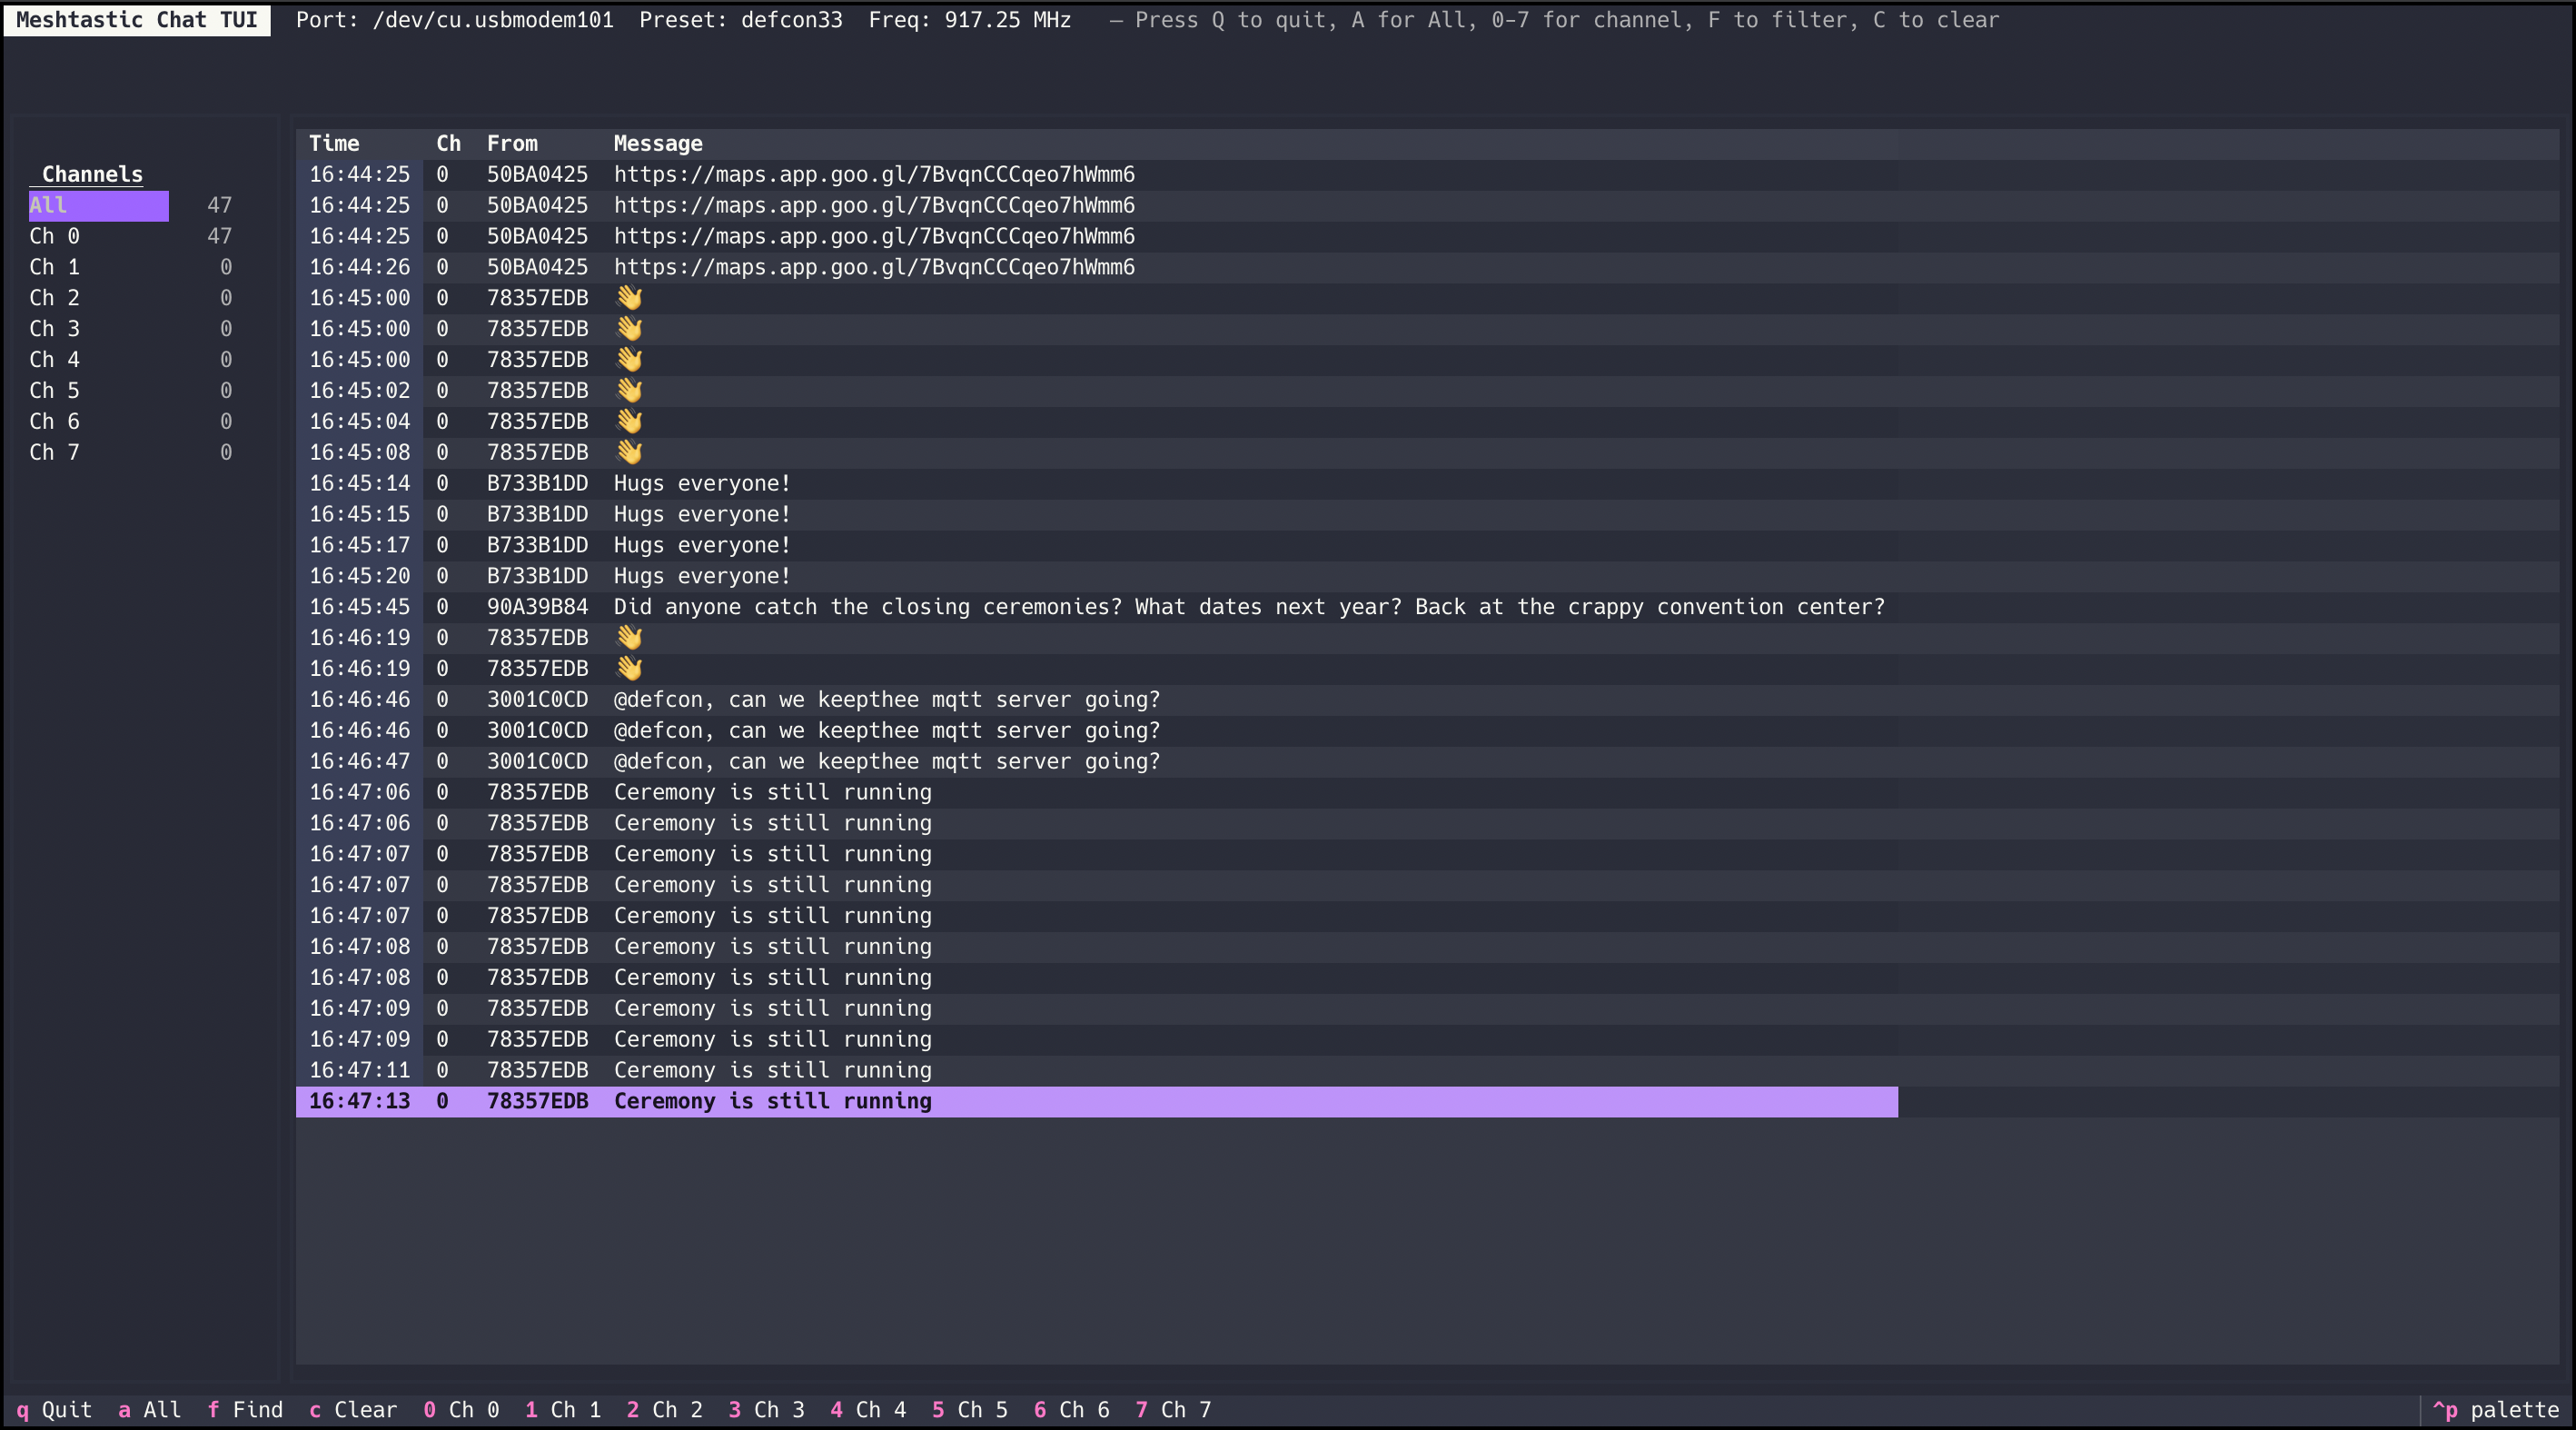 Meshtastic Chat TUI Port: /dev/cu.usbmodem101 Preset: defcon33 Freq: 917.25 MHz — Press Q to quit, A for All, 0-7 for channel, F to filter, C to clear
Channels
All 47
Ch 0 47
Ch 1 0
Ch 2 0
Ch 3 0
Ch 4 0
Ch 5 0
Ch 6 0
Ch 7 0
Time Ch From Message
16:44:25 0 50BA0425 https://maps.app.goo.gl/7BvqnCCCqeo7hWmm6
16:44:25 0 50BA0425 https://maps.app.goo.gl/7BvqnCCCqeo7hWmm6
16:44:25 0 50BA0425 https://maps.app.goo.gl/7BvqnCCCqeo7hWmm6
16:44:26 0 50BA0425 https://maps.app.goo.gl/7BvqnCCCqeo7hWmm6
16:45:00 0 78357EDB 👋
16:45:00 0 78357EDB 👋
16:45:00 0 78357EDB 👋
16:45:02 0 78357EDB 👋
16:45:04 0 78357EDB 👋
16:45:08 0 78357EDB 👋
16:45:14 0 B733B1DD Hugs everyone!
16:45:15 0 B733B1DD Hugs everyone!
16:45:17 0 B733B1DD Hugs everyone!
16:45:20 0 B733B1DD Hugs everyone!
16:45:45 0 90A39B84 Did anyone catch the closing ceremonies? What dates next year? Back at the crappy convention center?
16:46:19 0 78357EDB 👋
16:46:19 0 78357EDB 👋
16:46:46 0 3001C0CD @defcon, can we keepthee mqtt server going?
16:46:46 0 3001C0CD @defcon, can we keepthee mqtt server going?
16:46:47 0 3001C0CD @defcon, can we keepthee mqtt server going?
16:47:06 0 78357EDB Ceremony is still running
16:47:06 0 78357EDB Ceremony is still running
16:47:07 0 78357EDB Ceremony is still running
16:47:07 0 78357EDB Ceremony is still running
16:47:07 0 78357EDB Ceremony is still running
16:47:08 0 78357EDB Ceremony is still running
16:47:08 0 78357EDB Ceremony is still running
16:47:09 0 78357EDB Ceremony is still running
16:47:09 0 78357EDB Ceremony is still running
16:47:11 0 78357EDB Ceremony is still running
16:47:13 0 78357EDB Ceremony is still running
q Quit a All f Find c Clear 0 Ch 0 1 Ch 1 2 Ch 2 3 Ch 3 4 Ch 4 5 Ch 5 6 Ch 6 7 Ch 7 ^p palette